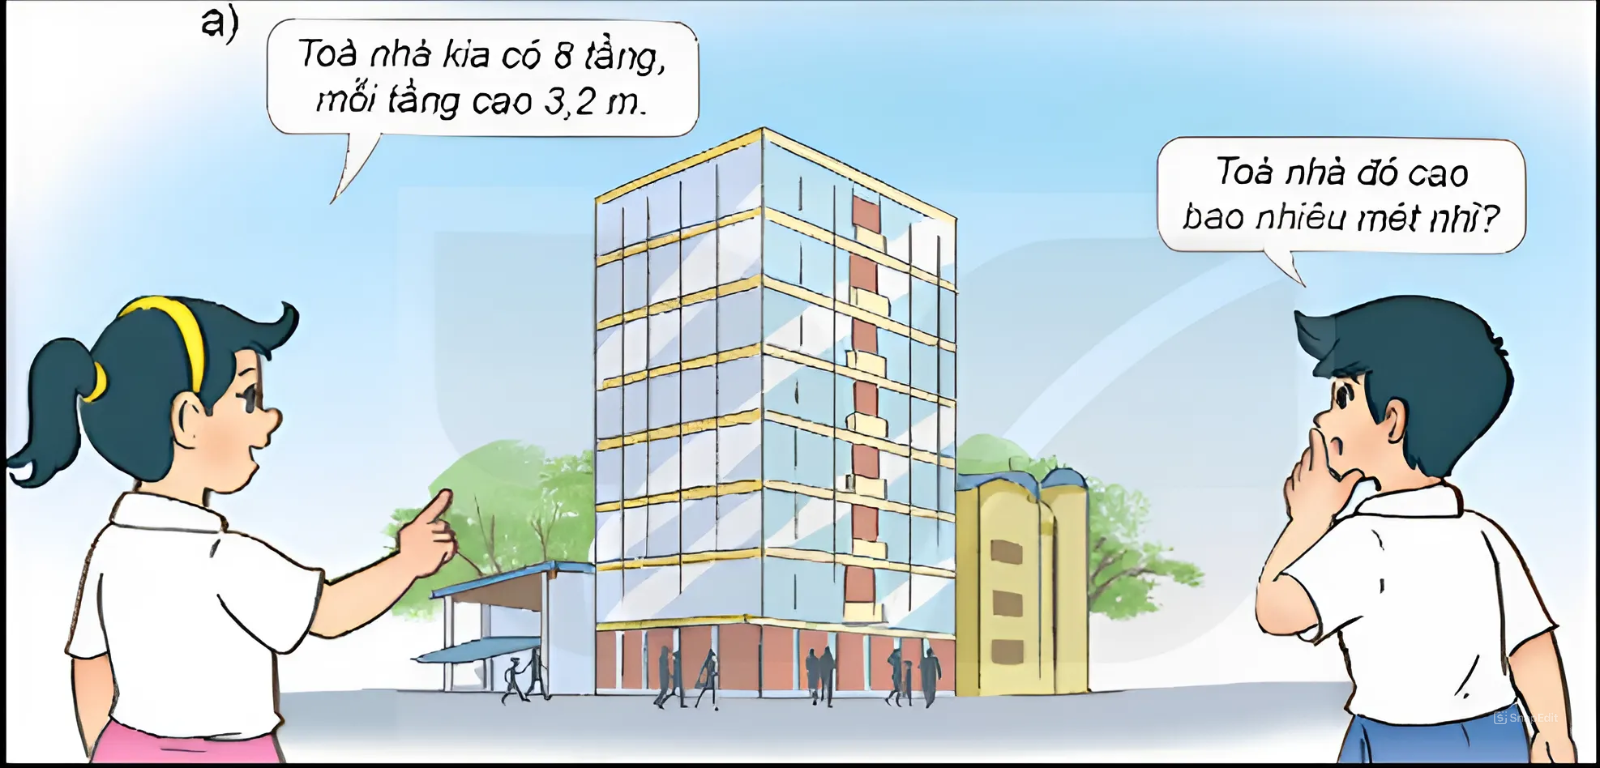 a)
Toà nhà kia có 8 tầng,
mỗi tầng cao 3,2 m.
Toà nhà đó cao
bao nhiêu mét nhỉ?
SnapEdit